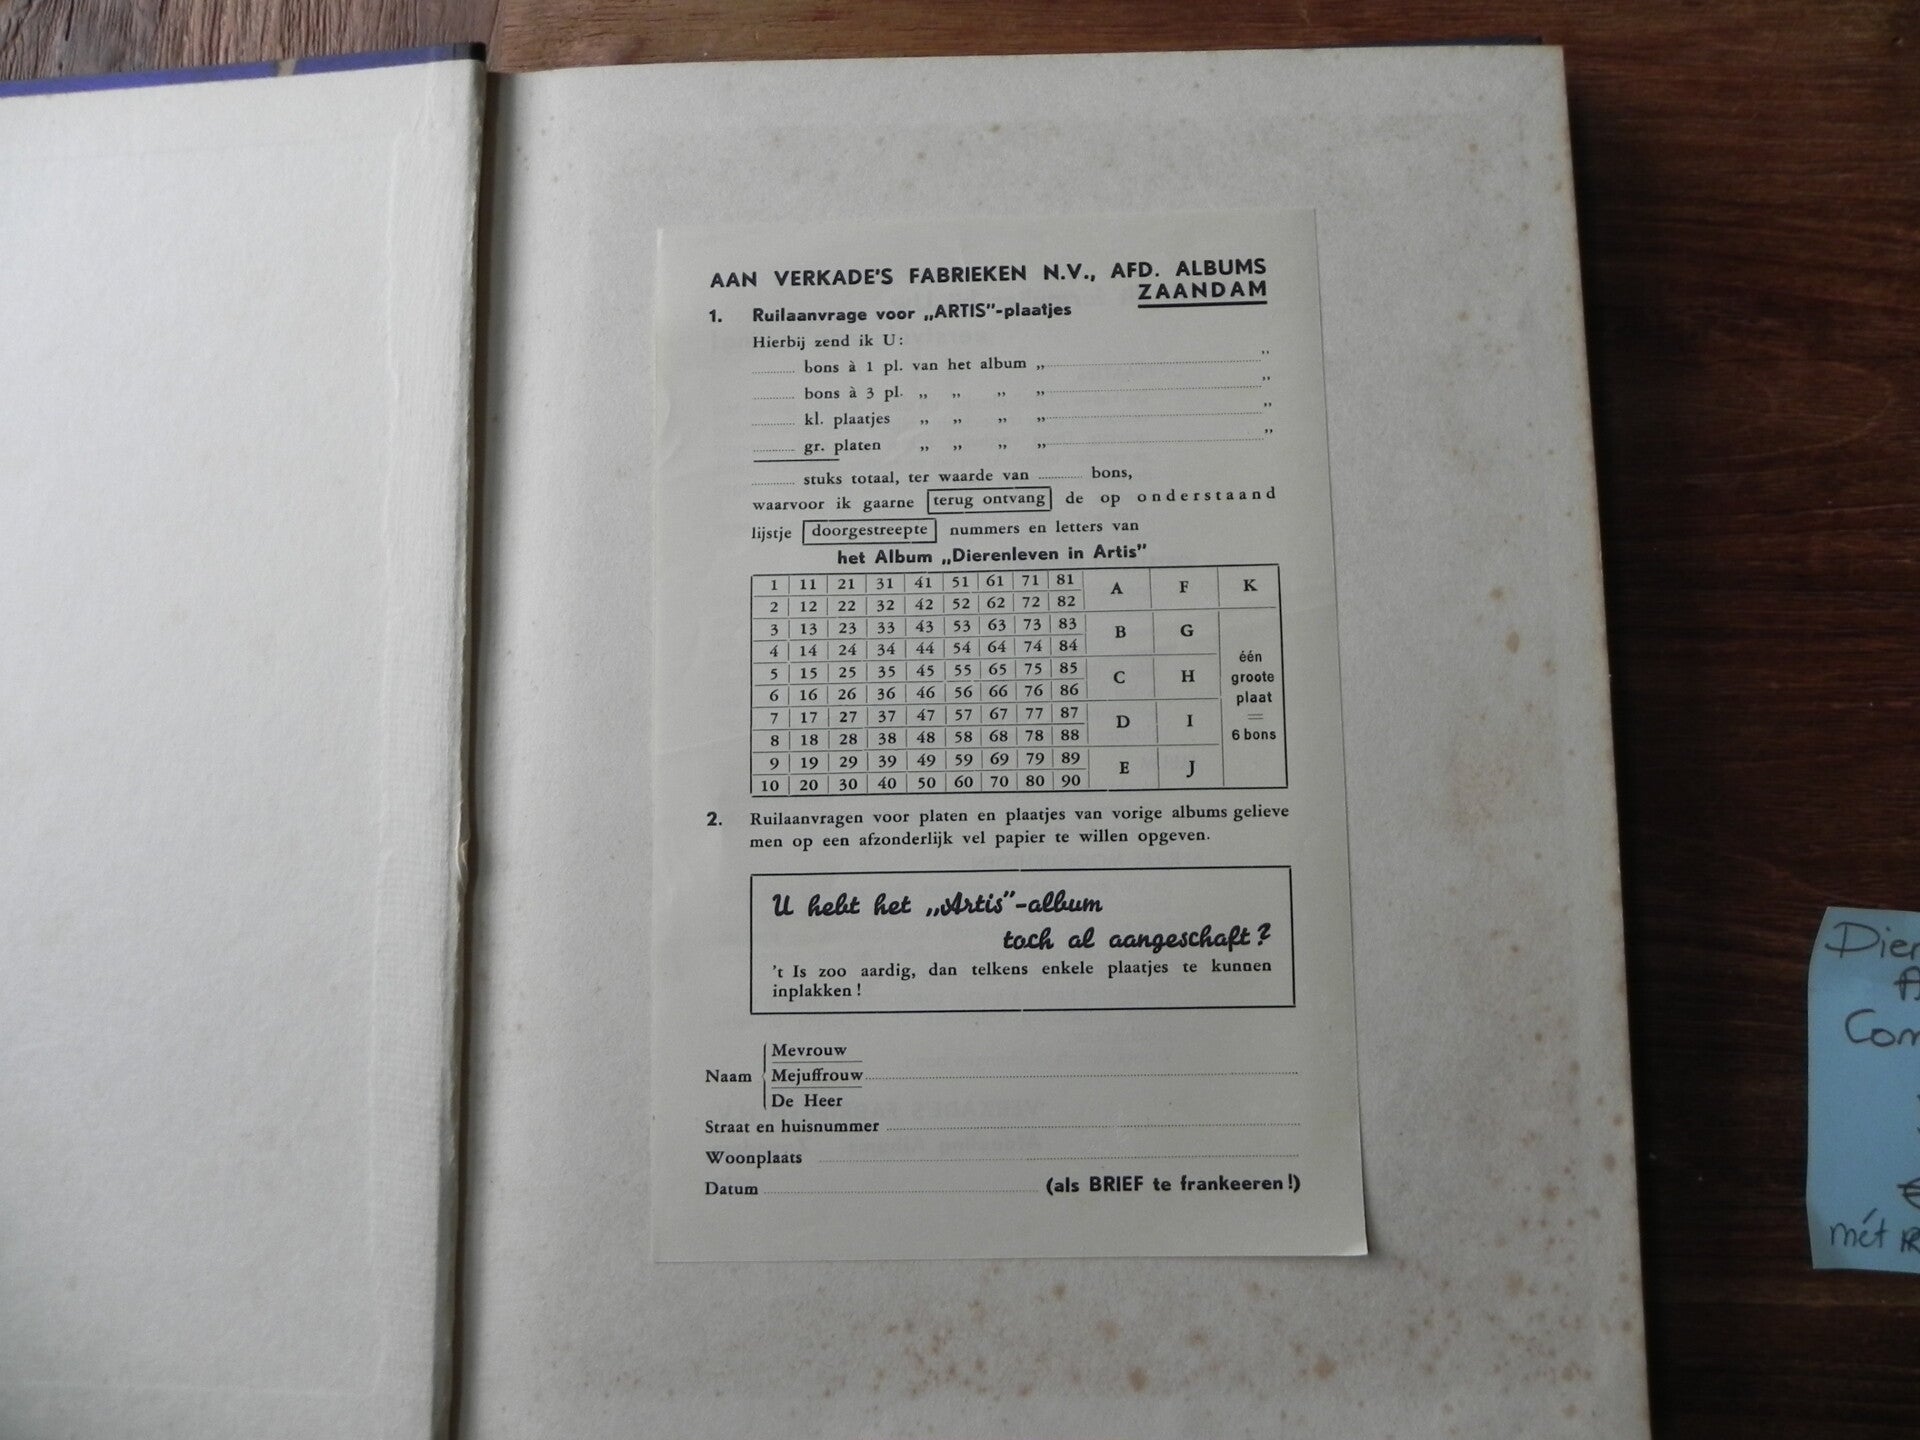 AAN VERKADE'S FABRIEKEN N.V., AFD. ALBUMS
ZAANDAM
1. Ruilaanvrage voor „ARTIS"-plaatjes
Hierbij zend ik U:
............ bons à 1 pl. van het album „............"
............ bons à 3 pl. „ „ „ „............"
............ kl. plaatjes „ „ „ „............"
............ gr. platen „ „ „ „............"
............ stuks totaal, ter waarde van ............ bons,
waarvoor ik gaarne terug ontvang de op onderstaand
lijstje doorgestreepte nummers en letters van
het Album „Dierenleven in Artis"
1 11 21 31 41 51 61 71 81 A F K
2 12 22 32 42 52 62 72 82
3 13 23 33 43 53 63 73 83 B G
4 14 24 34 44 54 64 74 84
5 15 25 35 45 55 65 75 85 C H
6 16 26 36 46 56 66 76 86
7 17 27 37 47 57 67 77 87 D I
8 18 28 38 48 58 68 78 88
9 19 29 39 49 59 69 79 89 E J
10 20 30 40 50 60 70 80 90
één
groote
plaat
=
6 bons
2. Ruilaanvragen voor platen en plaatjes van vorige albums gelieve
men op een afzonderlijk vel papier te willen opgeven.
U hebt het „Artis"-album
toch al aangeschaft?
't Is zoo aardig, dan telkens enkele plaatjes te kunnen
inplakken!
Mevrouw
Naam Mejuffrouw............
De Heer
Straat en huisnummer ............
Woonplaats ............
Datum ............ (als BRIEF te frankeeren!)
Dier
Com
mét